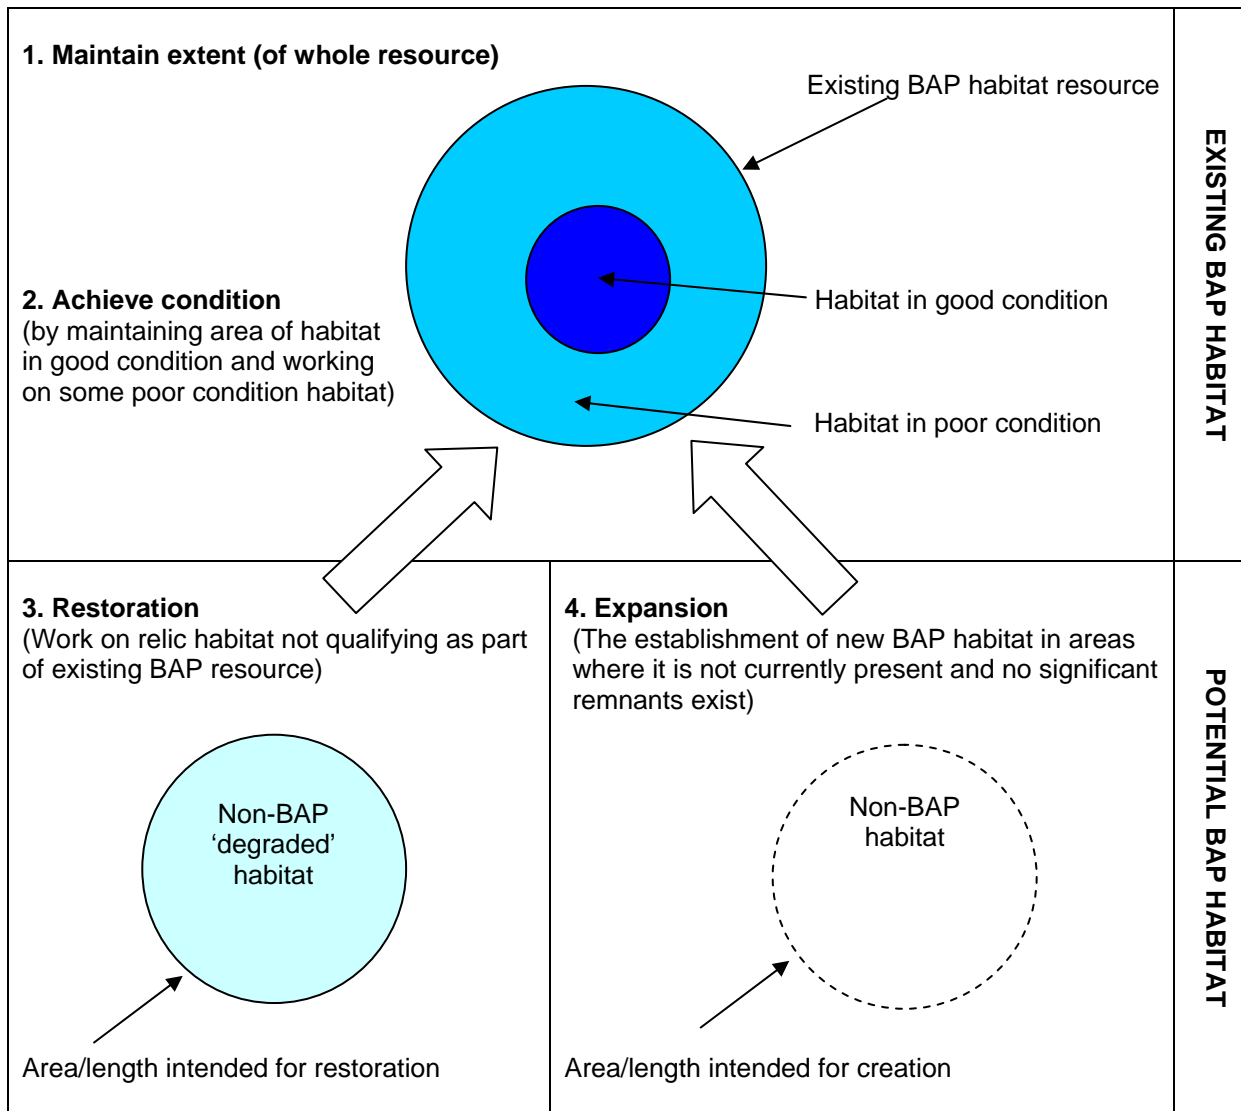 1. Maintain extent (of whole resource)
Existing BAP habitat resource
2. Achieve condition
(by maintaining area of habitat
in good condition and working
on some poor condition habitat)
Habitat in good condition
Habitat in poor condition
EXISTING BAP HABITAT
3. Restoration
(Work on relic habitat not qualifying as part
of existing BAP resource)
Non-BAP
‘degraded’
habitat
Area/length intended for restoration
4. Expansion
(The establishment of new BAP habitat in areas
where it is not currently present and no significant
remnants exist)
Non-BAP
habitat
Area/length intended for creation
POTENTIAL BAP HABITAT